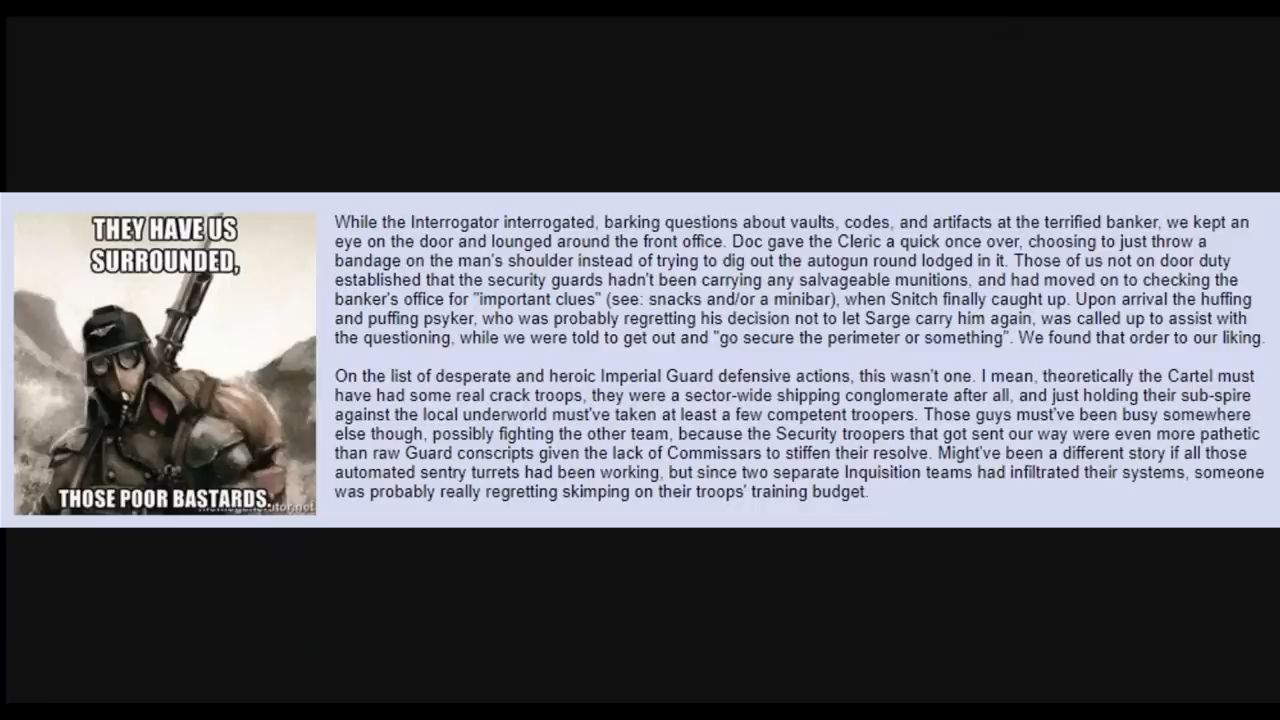 THEY HAVE US
SURROUNDED,
THOSE POOR BASTARDS.
While the Interrogator interrogated, barking questions about vaults, codes, and artifacts at the terrified banker, we kept an
eye on the door and lounged around the front office. Doc gave the Cleric a quick once over, choosing to just throw a
bandage on the man's shoulder instead of trying to dig out the autogun round lodged in it. Those of us not on door duty
established that the security guards hadn't been carrying any salvageable munitions, and had moved on to checking the
banker's office for "important clues" (see: snacks and/or a minibar), when Snitch finally caught up. Upon arrival the huffing
and puffing psyker, who was probably regretting his decision not to let Sarge carry him again, was called up to assist with
the questioning, while we were told to get out and "go secure the perimeter or something". We found that order to our liking.
On the list of desperate and heroic Imperial Guard defensive actions, this wasn't one. I mean, theoretically the Cartel must
have had some real crack troops, they were a sector-wide shipping conglomerate after all, and just holding their sub-spire
against the local underworld must've taken at least a few competent troopers. Those guys must've been busy somewhere
else though, possibly fighting the other team, because the Security troopers that got sent our way were even more pathetic
than raw Guard conscripts given the lack of Commissars to stiffen their resolve. Might've been a different story if all those
automated sentry turrets had been working, but since two separate Inquisition teams had infiltrated their systems, someone
was probably really regretting skimping on their troops' training budget.